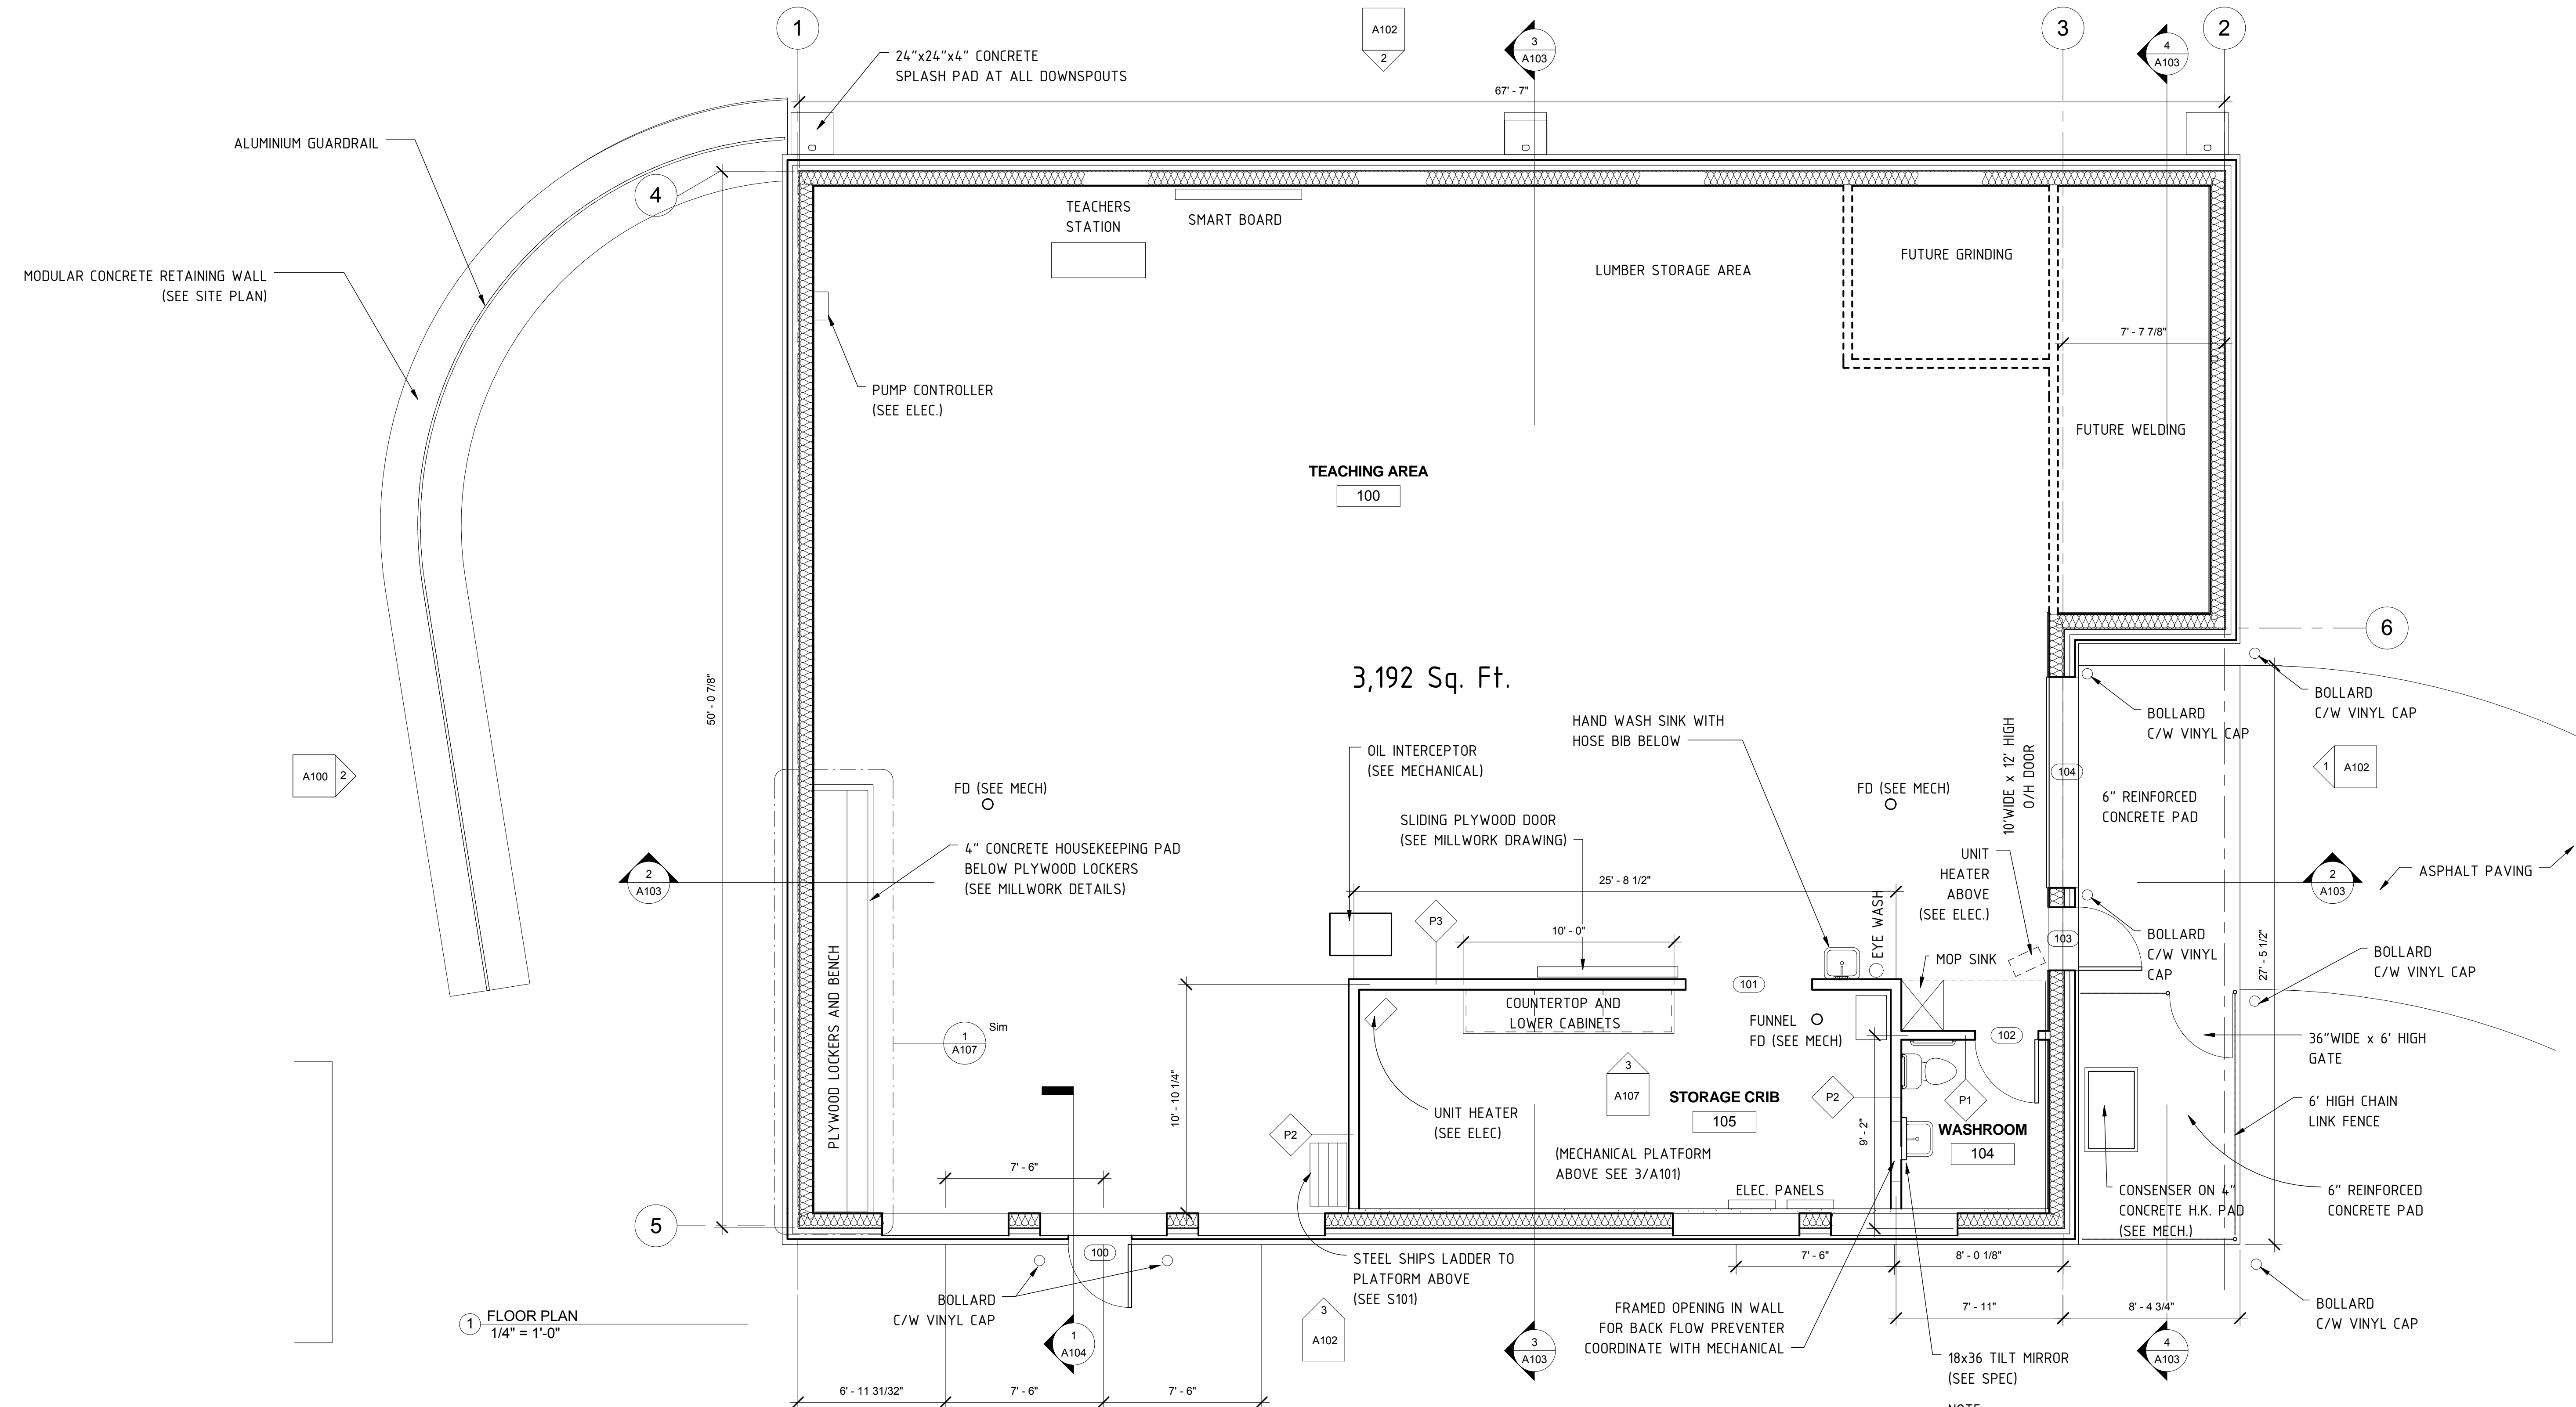 1
3
2
A102
2
3
A103
4
A103
24"x24"x4" CONCRETE
SPLASH PAD AT ALL DOWNSPOUTS
67' - 7"
ALUMINIUM GUARDRAIL
4
MODULAR CONCRETE RETAINING WALL
(SEE SITE PLAN)
TEACHERS
STATION
SMART BOARD
LUMBER STORAGE AREA
FUTURE GRINDING
7' - 7 7/8"
PUMP CONTROLLER
(SEE ELEC.)
FUTURE WELDING
TEACHING AREA
100
6
3,192 Sq. Ft.
50' - 0 7/8"
BOLLARD
C/W VINYL CAP
BOLLARD
C/W VINYL CAP
HAND WASH SINK WITH
HOSE BIB BELOW
OIL INTERCEPTOR
(SEE MECHANICAL)
10'WIDE x 12' HIGH
O/H DOOR
104
A100
2
1
A102
FD (SEE MECH)
FD (SEE MECH)
6" REINFORCED
CONCRETE PAD
SLIDING PLYWOOD DOOR
(SEE MILLWORK DRAWING)
4" CONCRETE HOUSEKEEPING PAD
BELOW PLYWOOD LOCKERS
(SEE MILLWORK DETAILS)
UNIT
HEATER
ABOVE
(SEE ELEC.)
2
A103
2
A103
ASPHALT PAVING
25' - 8 1/2"
P3
10' - 0"
EYE WASH
MOP SINK
103
BOLLARD
C/W VINYL
CAP
BOLLARD
C/W VINYL CAP
27' - 5 1/2"
101
COUNTERTOP AND
LOWER CABINETS
FUNNEL
FD (SEE MECH)
102
36"WIDE x 6' HIGH
GATE
PLYWOOD LOCKERS AND BENCH
1
A107
Sim
10' - 10 1/4"
3
A107
STORAGE CRIB
105
P2
P1
6' HIGH CHAIN
LINK FENCE
UNIT HEATER
(SEE ELEC)
P2
9' - 2"
WASHROOM
104
(MECHANICAL PLATFORM
ABOVE SEE 3/A101)
7' - 6"
ELEC. PANELS
CONSENSER ON 4"
CONCRETE H.K. PAD
(SEE MECH.)
6" REINFORCED
CONCRETE PAD
5
100
STEEL SHIPS LADDER TO
PLATFORM ABOVE
(SEE S101)
7' - 6"
8' - 0 1/8"
BOLLARD
C/W VINYL CAP
7' - 11"
8' - 4 3/4"
BOLLARD
C/W VINYL CAP
1
FLOOR PLAN
1/4" = 1'-0"
FRAMED OPENING IN WALL
FOR BACK FLOW PREVENTER
COORDINATE WITH MECHANICAL
3
A102
1
A104
3
A103
4
A103
18x36 TILT MIRROR
(SEE SPEC)
6' - 11 31/32"
7' - 6"
7' - 6"